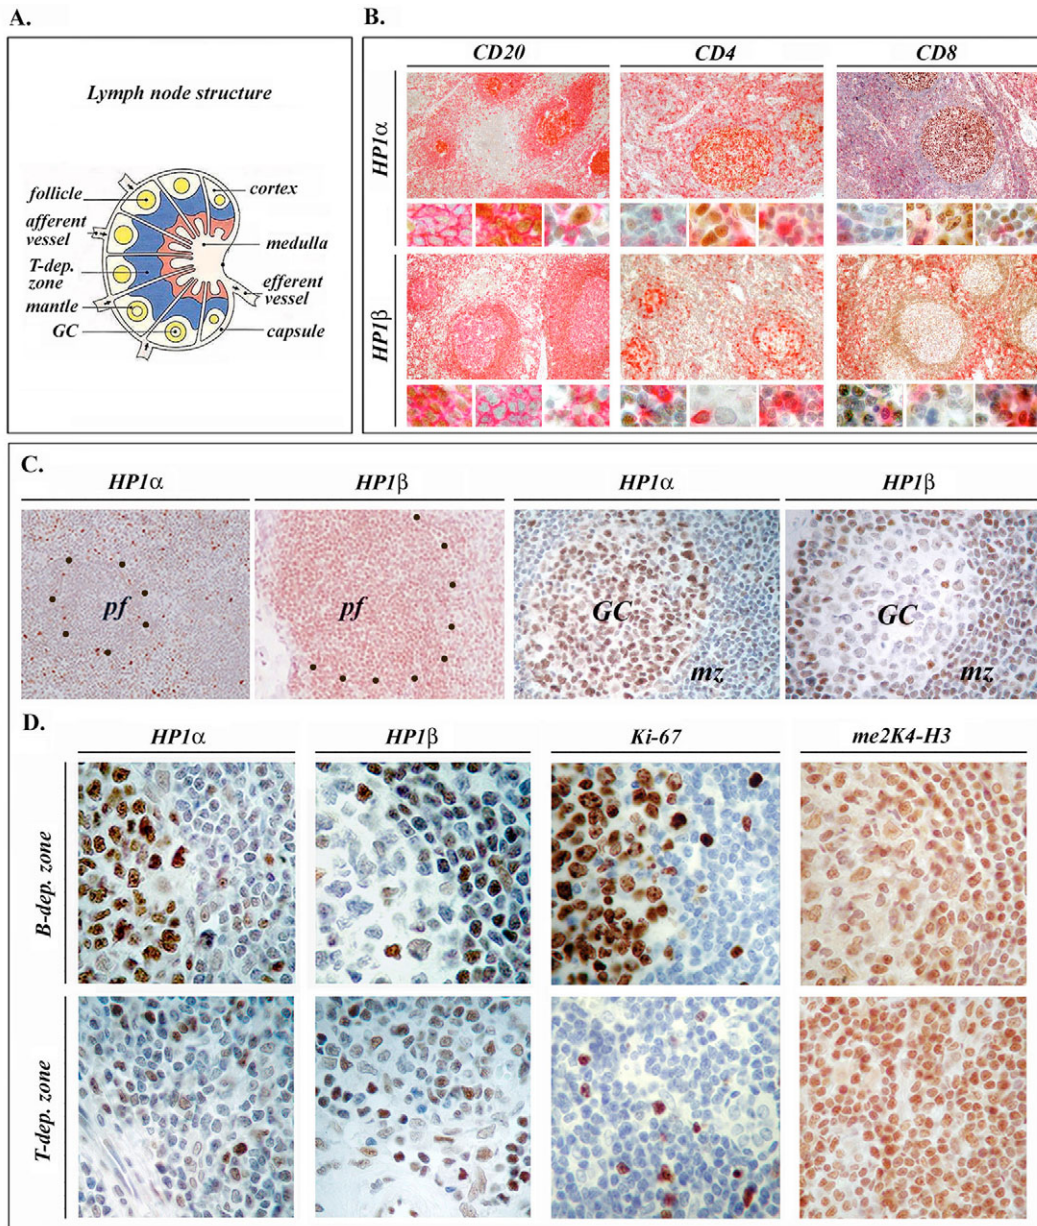 A.
Lymph node structure
follicle
afferent
vessel
T-dep.
zone
mantle
GC
cortex
medulla
efferent
vessel
capsule
B.
CD20
CD4
CD8
HP1α
HP1β
C.
HP1α
HP1β
HP1α
HP1β
pf
pf
GC
mz
GC
mz
D.
HP1α
HP1β
Ki-67
me2K4-H3
B-dep. zone
T-dep. zone